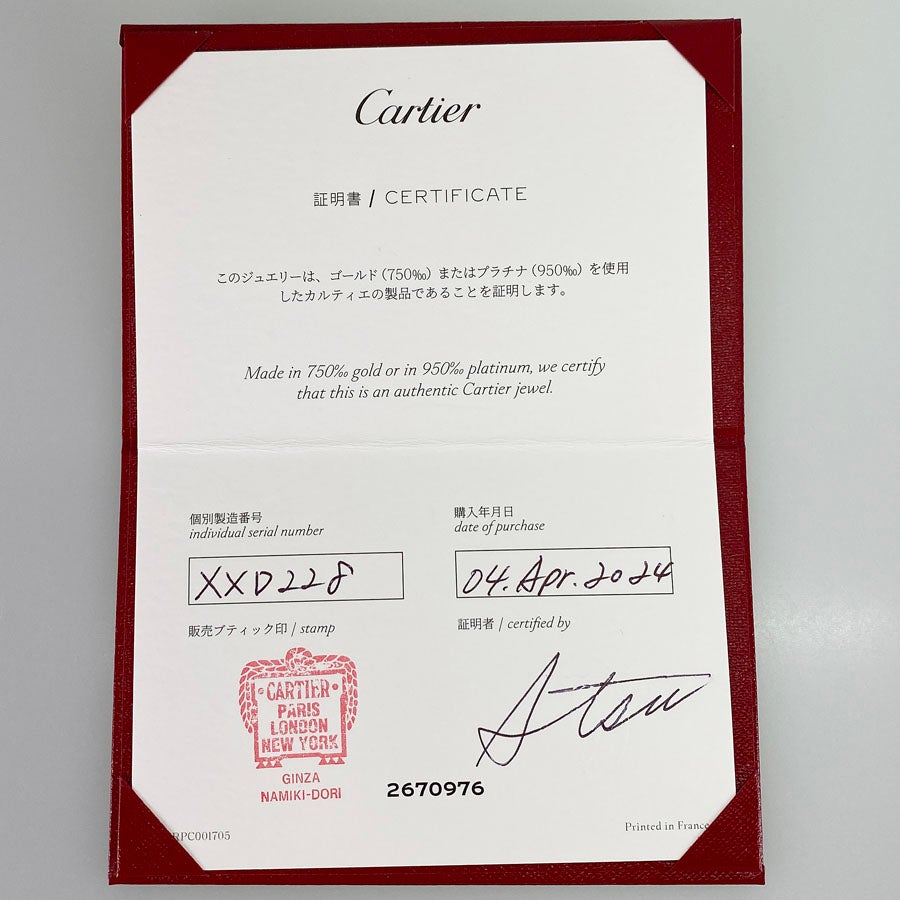 Cartier
証明書 / CERTIFICATE
このジュエリーは、ゴールド（750‰）またはプラチナ（950‰）を使用
したカルティエの製品であることを証明します。
Made in 750‰ gold or in 950‰ platinum, we certify
that this is an authentic Cartier jewel.
個別製造番号
individual serial number
XXD228
購入年月日
date of purchase
04. Apr. 2024
販売ブティック印 / stamp
CARTIER
PARIS
LONDON
NEW YORK
GINZA
NAMIKI-DORI
証明者 / certified by
2670976
RPC001705
Printed in France